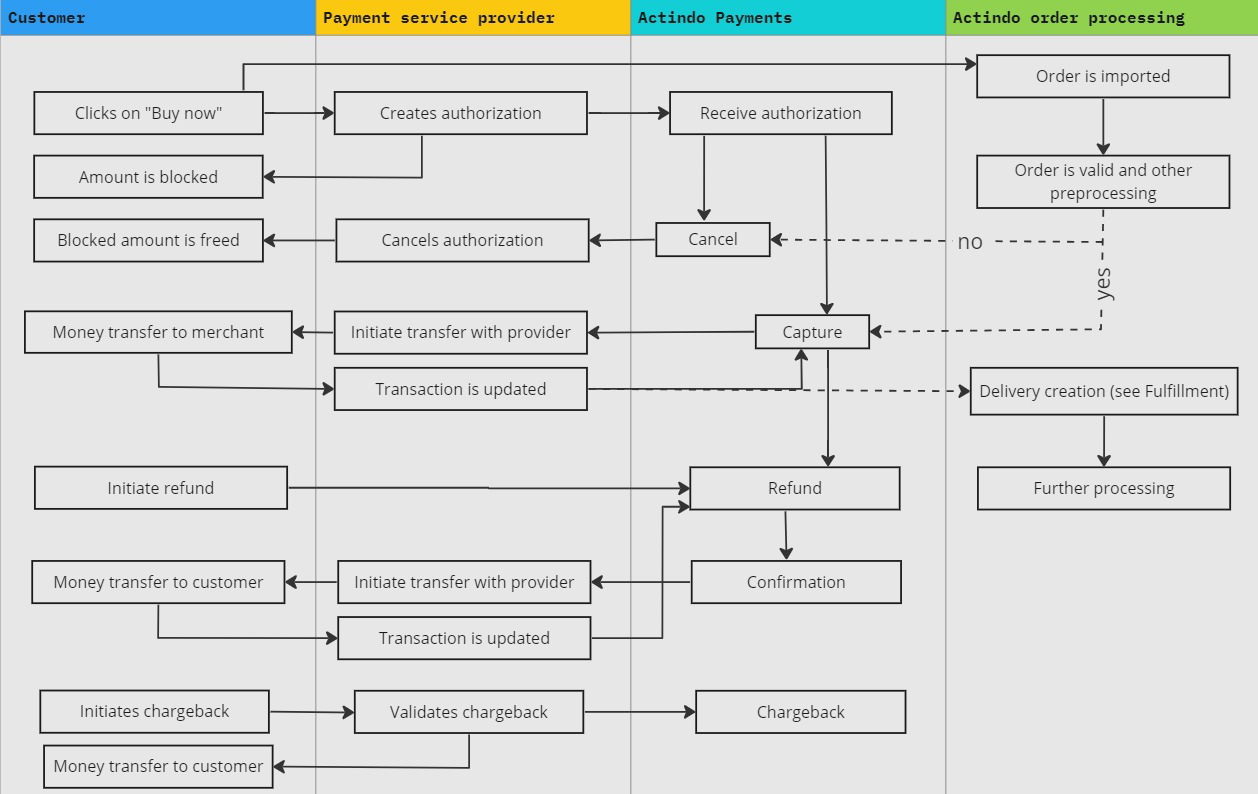 Customer
Payment service provider
Actindo Payments
Actindo order processing
Order is imported
Clicks on "Buy now"
Creates authorization
Receive authorization
Amount is blocked
Order is valid and other
preprocessing
Blocked amount is freed
Cancels authorization
Cancel
no
yes
Money transfer to merchant
Initiate transfer with provider
Capture
Transaction is updated
Delivery creation (see Fulfillment)
Initiate refund
Refund
Further processing
Money transfer to customer
Initiate transfer with provider
Confirmation
Transaction is updated
Initiates chargeback
Validates chargeback
Chargeback
Money transfer to customer